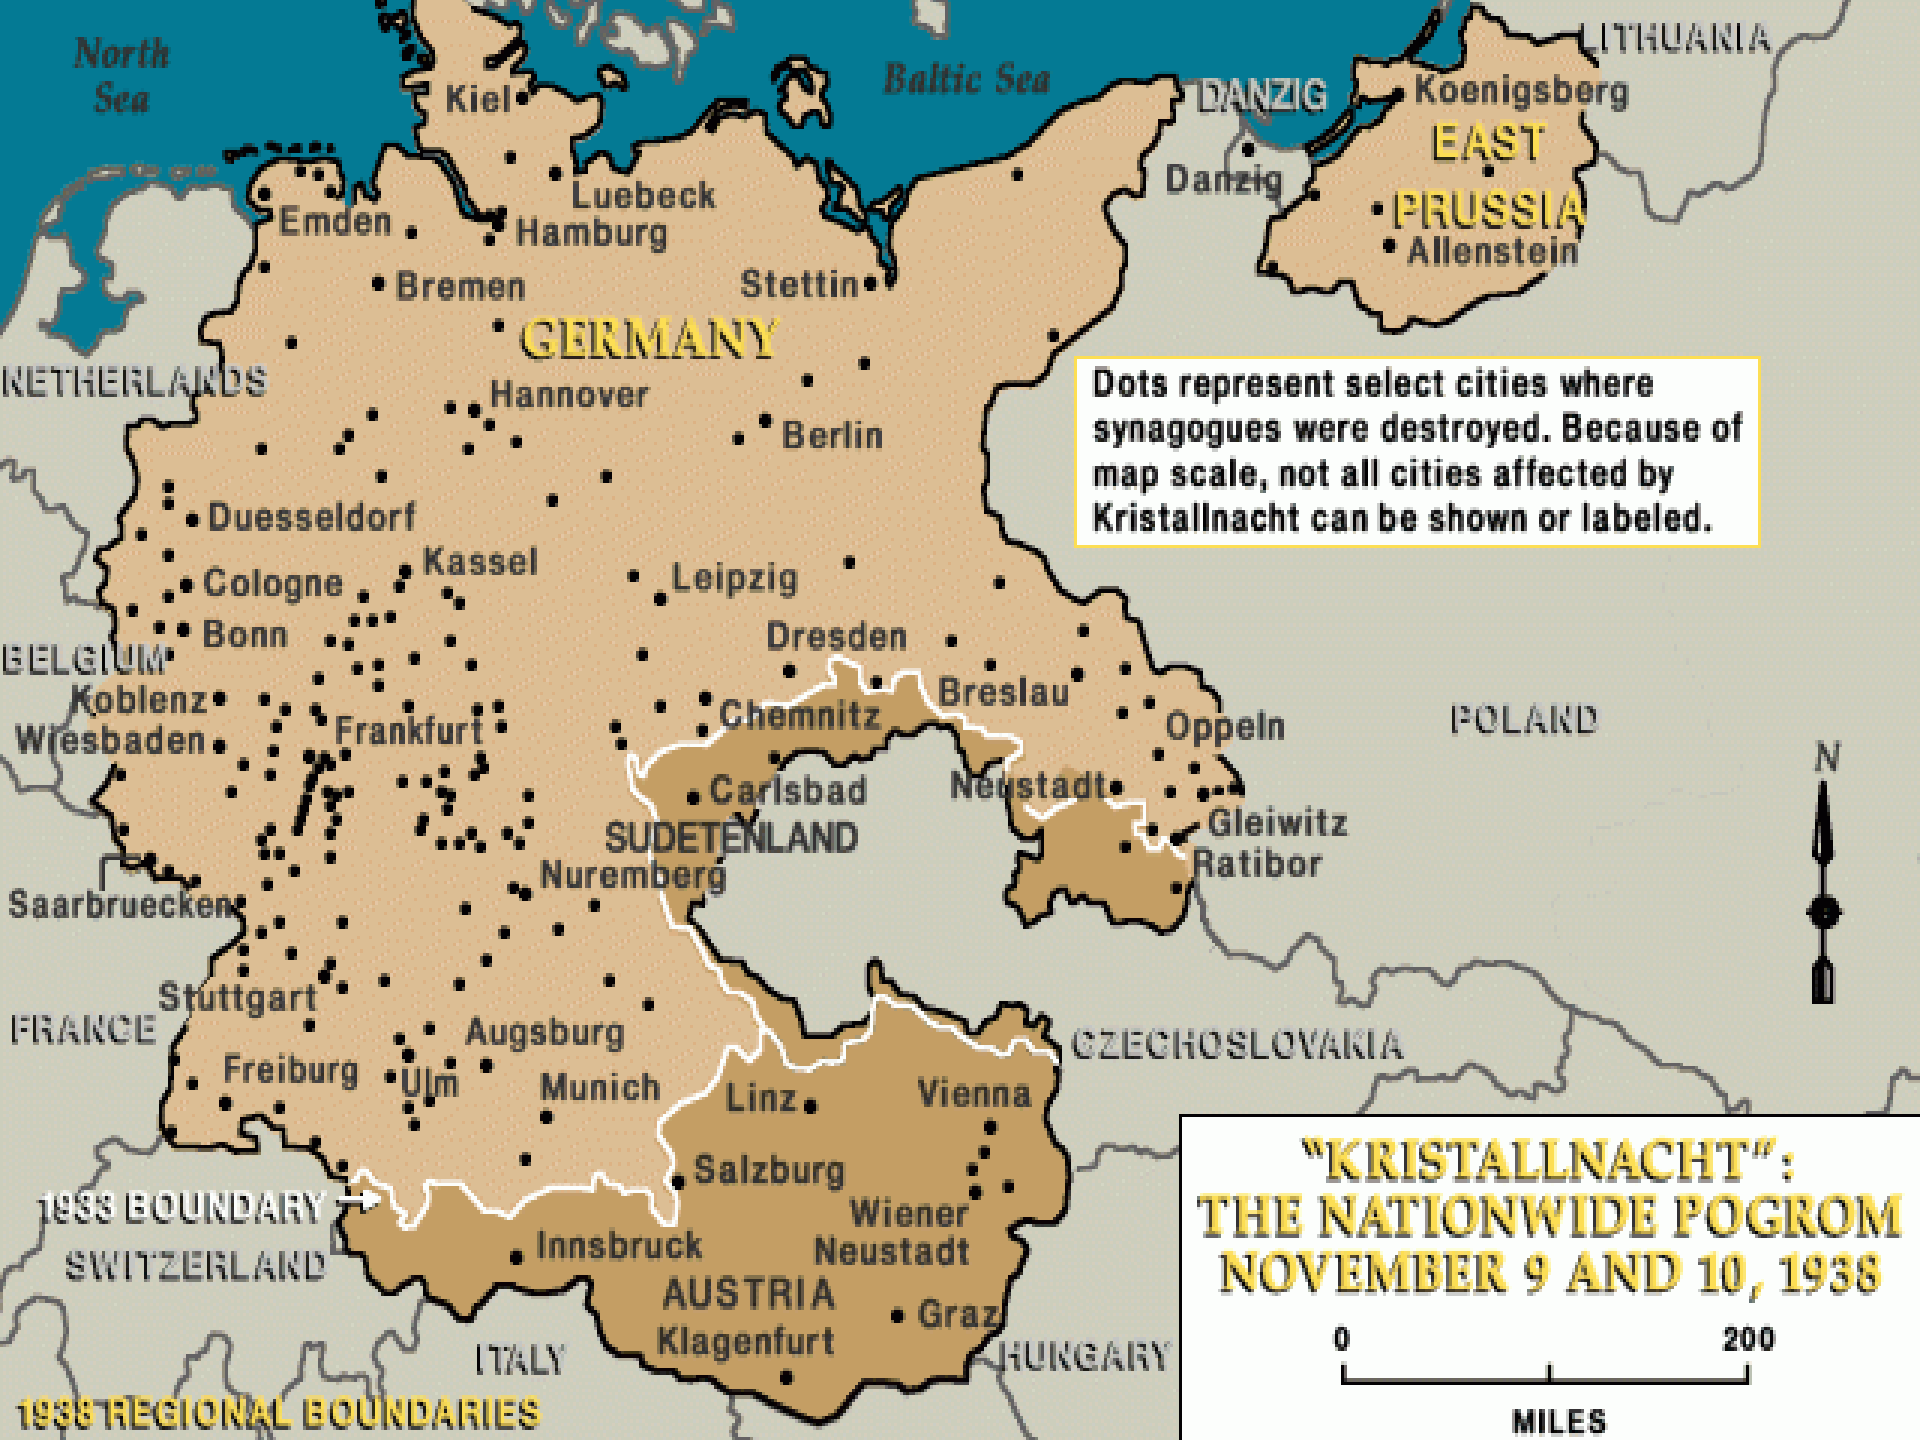 North
Sea
Baltic Sea
LITHUANIA
DANZIG
Koenigsberg
Kiel
EAST
PRUSSIA
Danzig
Luebeck
Emden
Hamburg
Allenstein
Bremen
Stettin
GERMANY
NETHERLANDS
Hannover
Berlin
Dots represent select cities where
synagogues were destroyed. Because of
map scale, not all cities affected by
Kristallnacht can be shown or labeled.
Duesseldorf
Kassel
Cologne
Leipzig
Bonn
Dresden
BELGIUM
Koblenz
Breslau
Chemnitz
Frankfurt
Oppeln
POLAND
Wiesbaden
N
Neustadt
Carlsbad
SUDETENLAND
Gleiwitz
Ratibor
Nuremberg
Saarbruecken
Stuttgart
FRANCE
Augsburg
CZECHOSLOVAKIA
Freiburg
Ulm
Munich
Linz
Vienna
Salzburg
1933 BOUNDARY
Wiener
Neustadt
Innsbruck
SWITZERLAND
AUSTRIA
Graz
Klagenfurt
ITALY
HUNGARY
1938 REGIONAL BOUNDARIES
"KRISTALLNACHT":
THE NATIONWIDE POGROM
NOVEMBER 9 AND 10, 1938
0 200
MILES